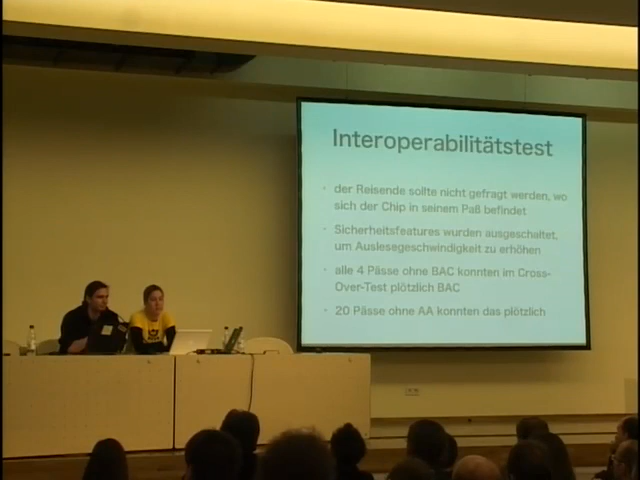 Interoperabilitätstest
· der Reisende sollte nicht gefragt werden, wo
sich der Chip in seinem Paß befindet
· Sicherheitsfeatures wurden ausgeschaltet,
um Auslesegeschwindigkeit zu erhöhen
· alle 4 Pässe ohne BAC konnten im Cross-
Over-Test plötzlich BAC
· 20 Pässe ohne AA konnten das plötzlich